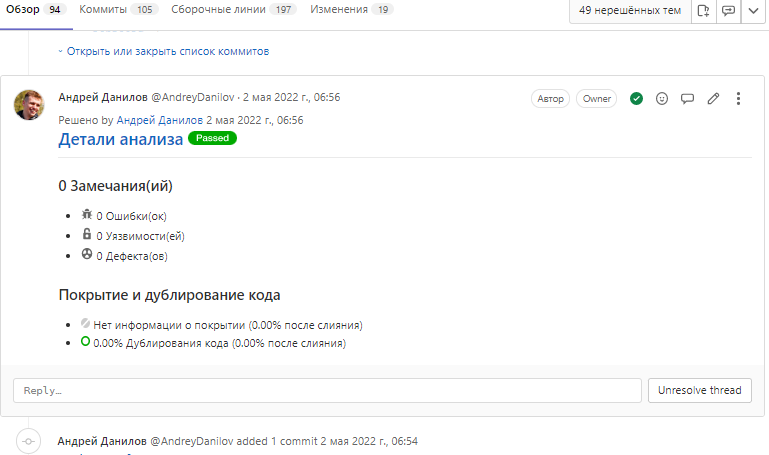 Обзор 94 Коммиты 105 Сборочные линии 197 Изменения 19 49 нерешённых тем
Открыть или закрыть список коммитов
Андрей Данилов @AndreyDanilov · 2 мая 2022 г., 06:56 Автор Owner
Решено by Андрей Данилов 2 мая 2022 г., 06:56
Детали анализа Passed
0 Замечания(ий)
0 Ошибки(ок)
0 Уязвимости(ей)
0 Дефекта(ов)
Покрытие и дублирование кода
Нет информации о покрытии (0.00% после слияния)
0.00% Дублирования кода (0.00% после слияния)
Reply… Unresolve thread
Андрей Данилов @AndreyDanilov added 1 commit 2 мая 2022 г., 06:54